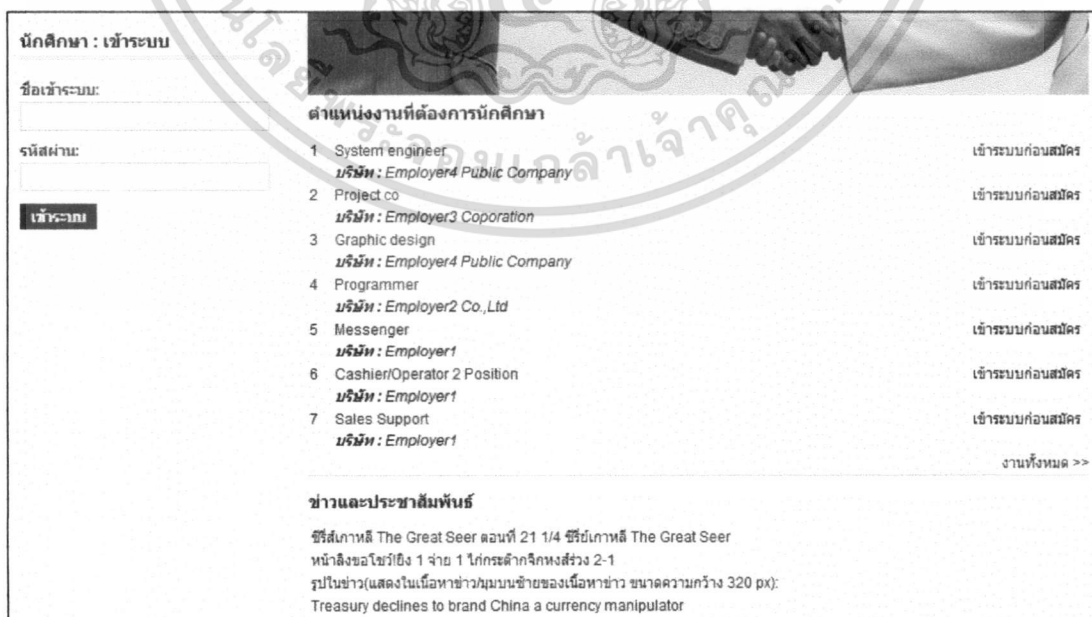 นักศึกษา : เข้าระบบ
ชื่อเข้าระบบ:
รหัสผ่าน:
เข้าระบบ
พระจอมเกล้าเจ้าคุณ
ตำแหน่งงานที่ต้องการนักศึกษา
1 System engineer เข้าระบบก่อนสมัคร
บริษัท : Employer4 Public Company
2 Project co เข้าระบบก่อนสมัคร
บริษัท : Employer3 Coporation
3 Graphic design เข้าระบบก่อนสมัคร
บริษัท : Employer4 Public Company
4 Programmer เข้าระบบก่อนสมัคร
บริษัท : Employer2 Co.,Ltd
5 Messenger เข้าระบบก่อนสมัคร
บริษัท : Employer1
6 Cashier/Operator 2 Position เข้าระบบก่อนสมัคร
บริษัท : Employer1
7 Sales Support เข้าระบบก่อนสมัคร
บริษัท : Employer1
งานทั้งหมด >>
ข่าวและประชาสัมพันธ์
ซีรี่ส์เกาหลี The Great Seer ตอนที่ 21 1/4 ซีรี่ย์เกาหลี The Great Seer
หน้าลิงขอโชว์!ยิง 1 จ่าย 1 ไก่กระต๊ากจิกหงส์ร่วง 2-1
รูปในข่าว(แสดงในเนื้อหาข่าว/มุมบนซ้ายของเนื้อหาข่าว ขนาดความกว้าง 320 px):
Treasury declines to brand China a currency manipulator